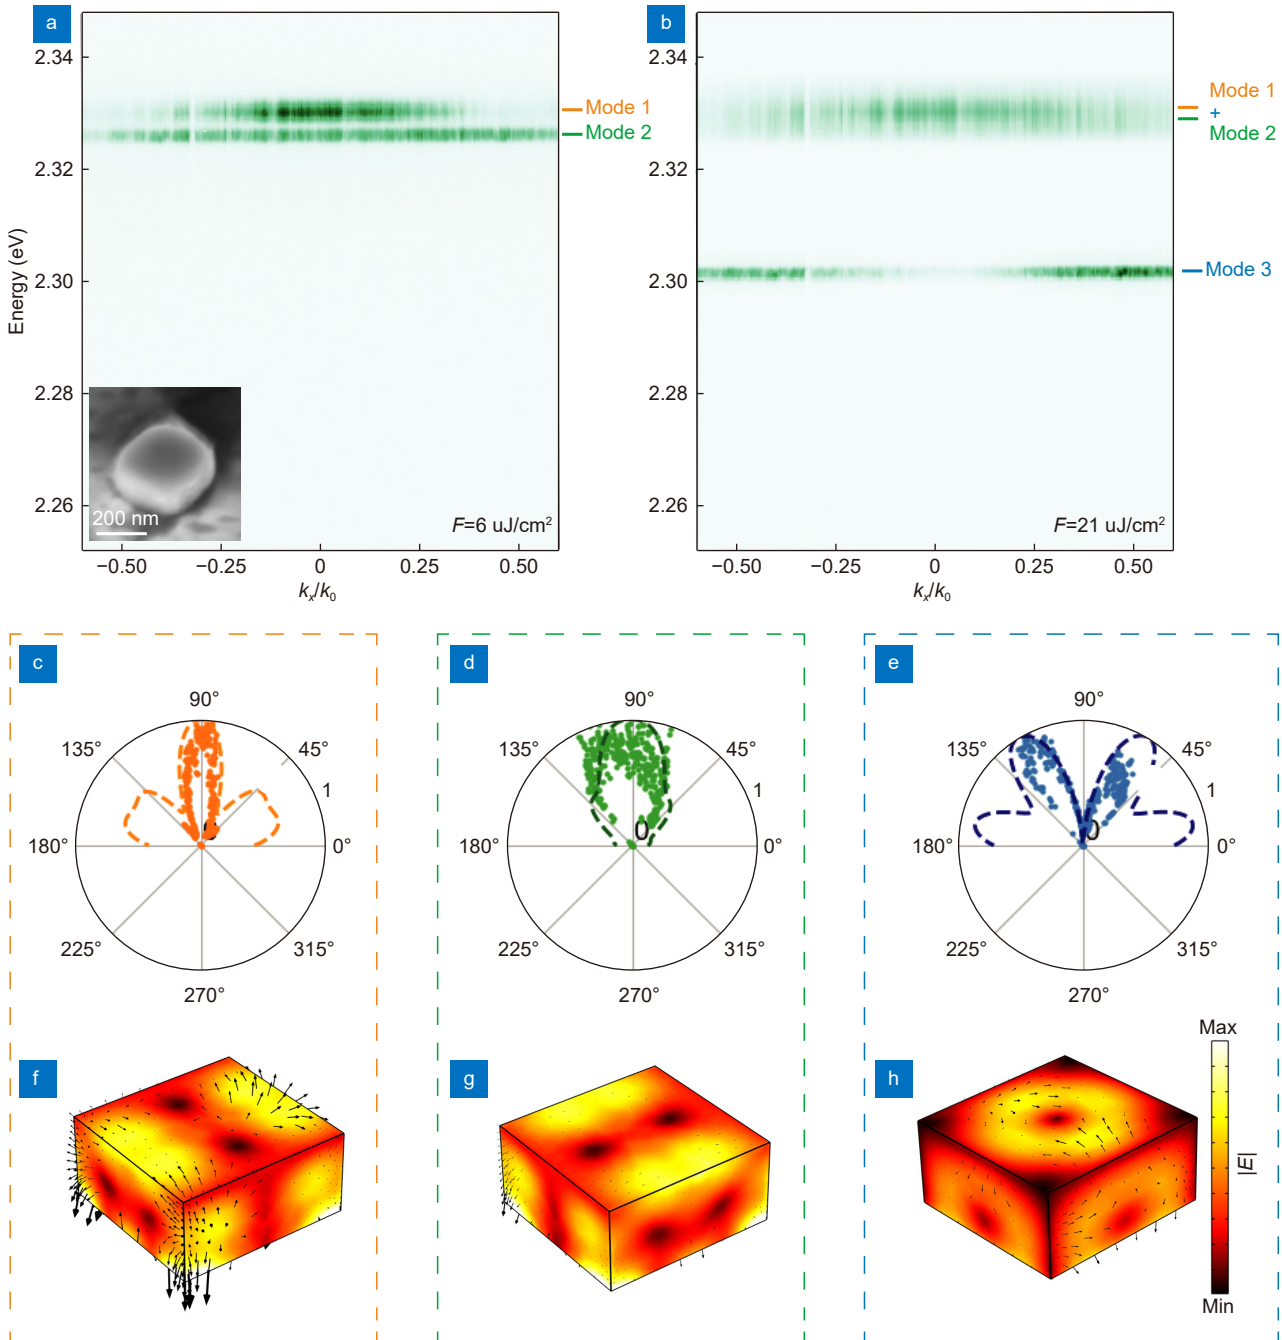 a
2.34
2.32
2.30
2.28
2.26
Energy (eV)
Mode 1
Mode 2
200 nm
F=6 uJ/cm²
−0.50
−0.25
0
0.25
0.50
kₓ/k₀
b
2.34
2.32
2.30
2.28
2.26
Mode 1
+
Mode 2
Mode 3
F=21 uJ/cm²
−0.50
−0.25
0
0.25
0.50
kₓ/k₀
c
90°
135°
45°
1
0
180°
0°
225°
315°
270°
d
90°
135°
45°
1
0
180°
0°
225°
315°
270°
e
90°
135°
45°
1
0
180°
0°
225°
315°
270°
f
g
h
Max
|E|
Min